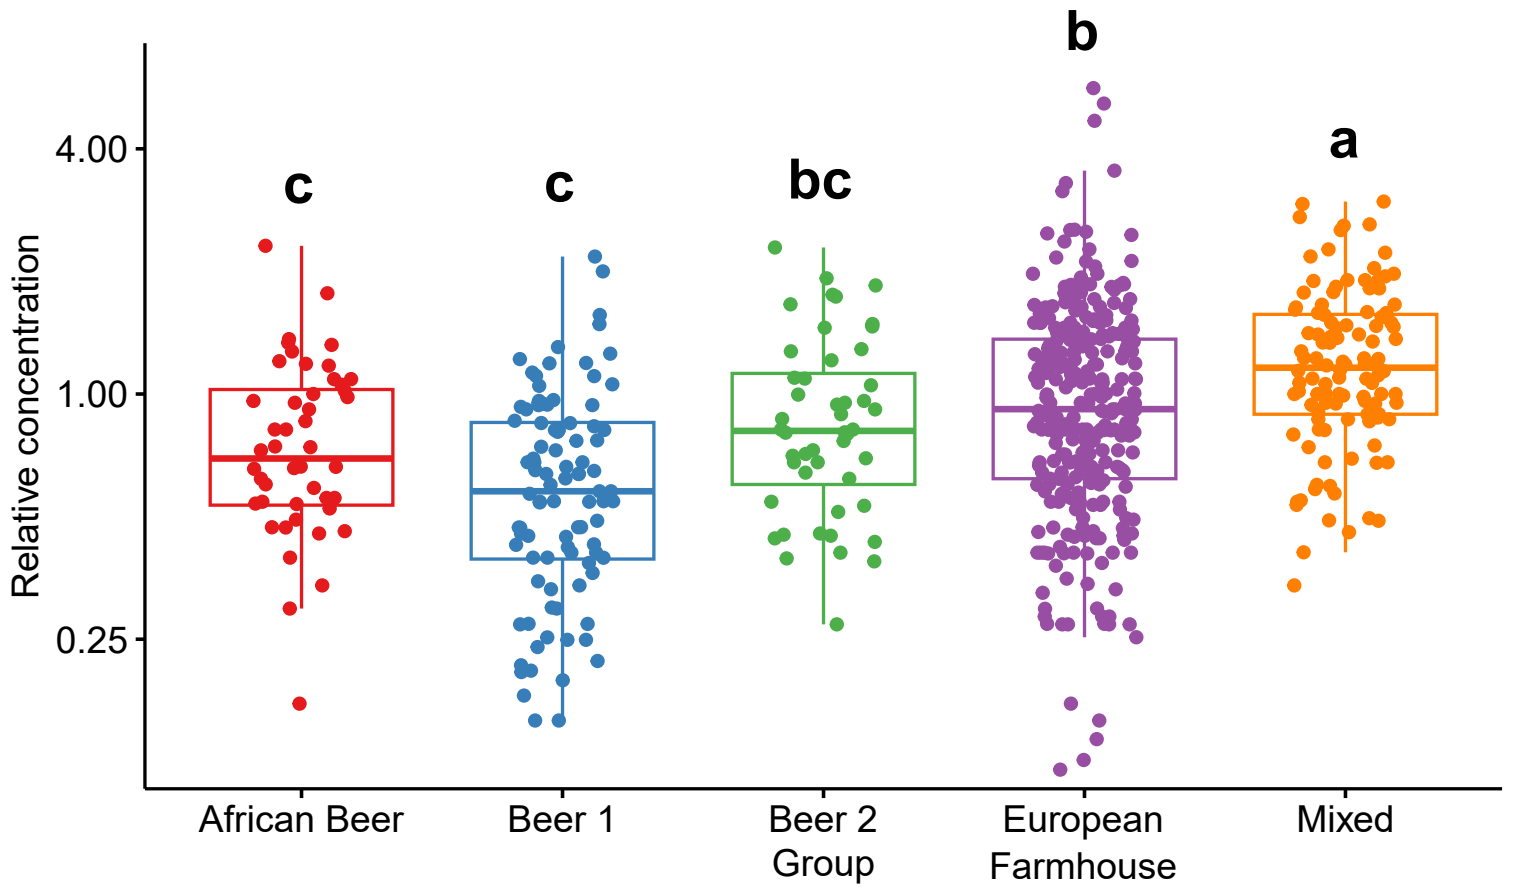 b
a
bc
c
c
4.00
1.00
0.25
Relative concentration
African Beer
Beer 1
Beer 2
European
Mixed
Group
Farmhouse